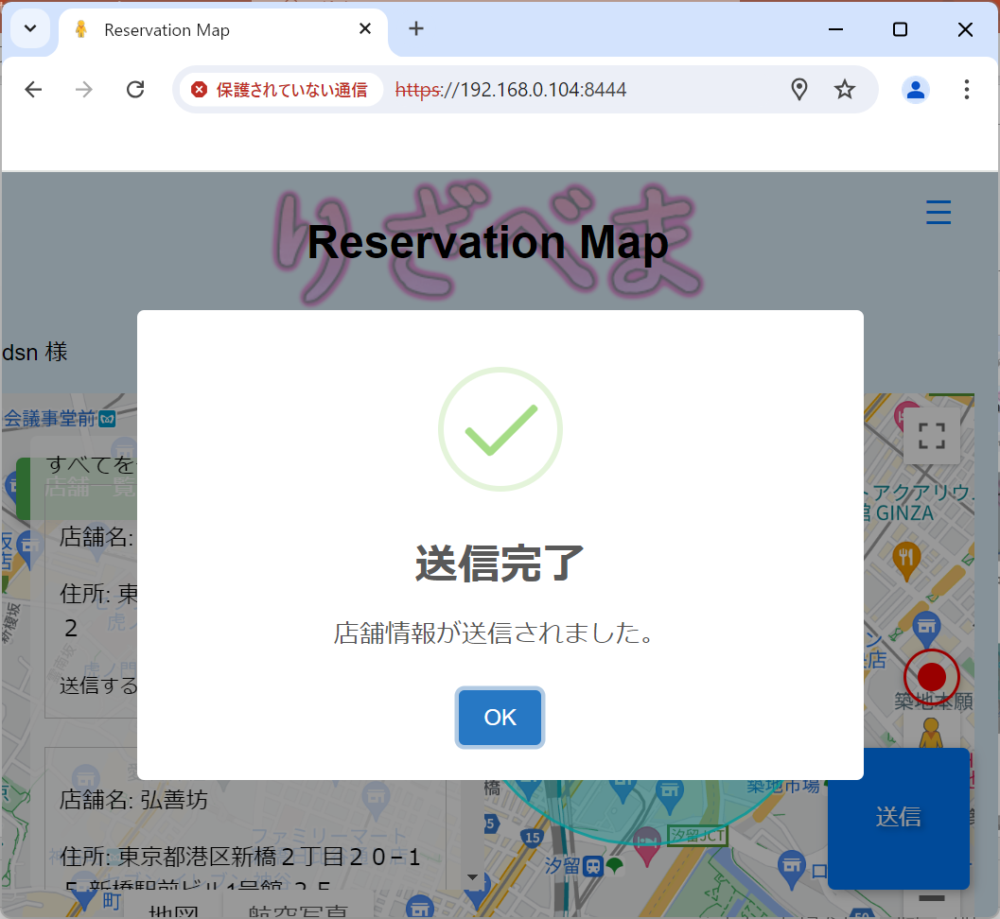 Reservation Map
保護されていない通信 https://192.168.0.104:8444
りざべま
Reservation Map
dsn 様
会議事堂前
すべてを
店舗一覧
店舗名:
住所: 東
2
送信する
送信完了
店舗情報が送信されました。
OK
アクアリウ
GINZA
築地本願
築地市場
送信
店舗名: 弘善坊
住所: 東京都港区新橋２丁目２０−１
５ 新橋駅前ビル1号館 ２Ｆ
ファミリーマート
橋
15
汐留JCT
汐留
町
地図
航空写真
50